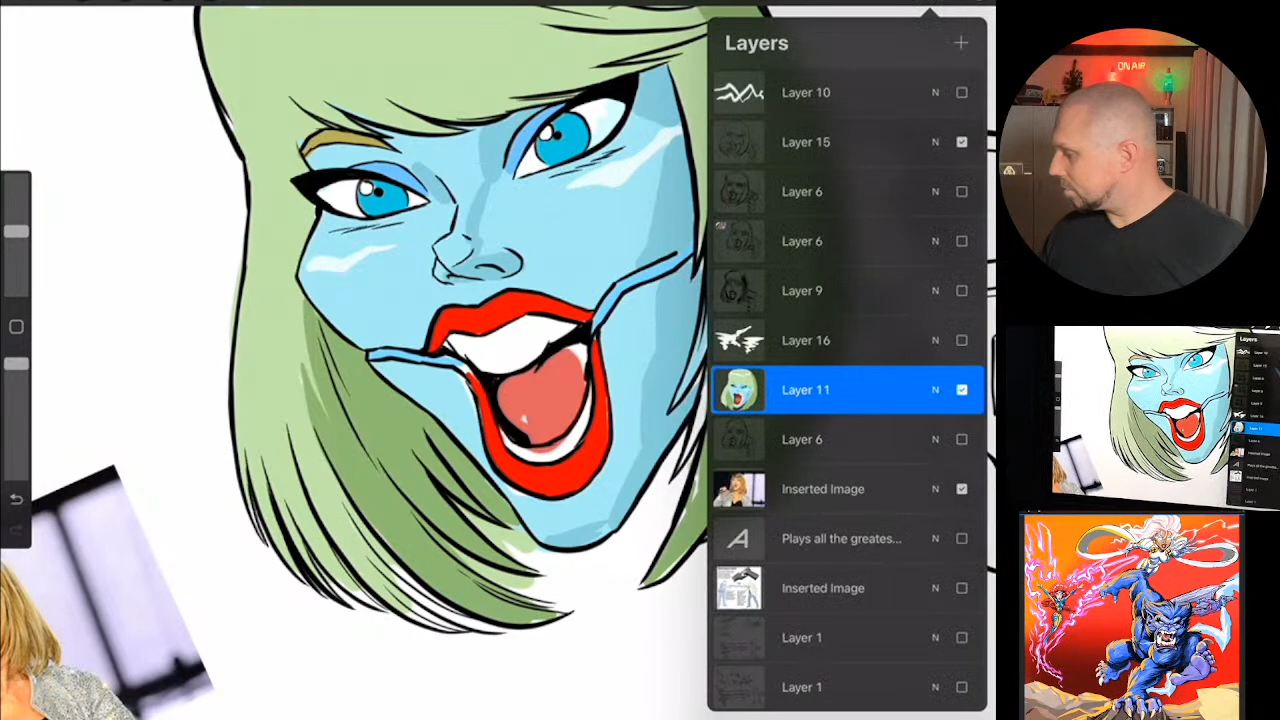 Layers
Layer 10 N
Layer 15 N
Layer 6 N
Layer 6 N
Layer 9 N
Layer 16 N
Layer 11 N
Layer 6 N
Inserted Image N
A Plays all the greates... N
Inserted Image N
Layer 1 N
Layer 1 N
ON AIR
Layers